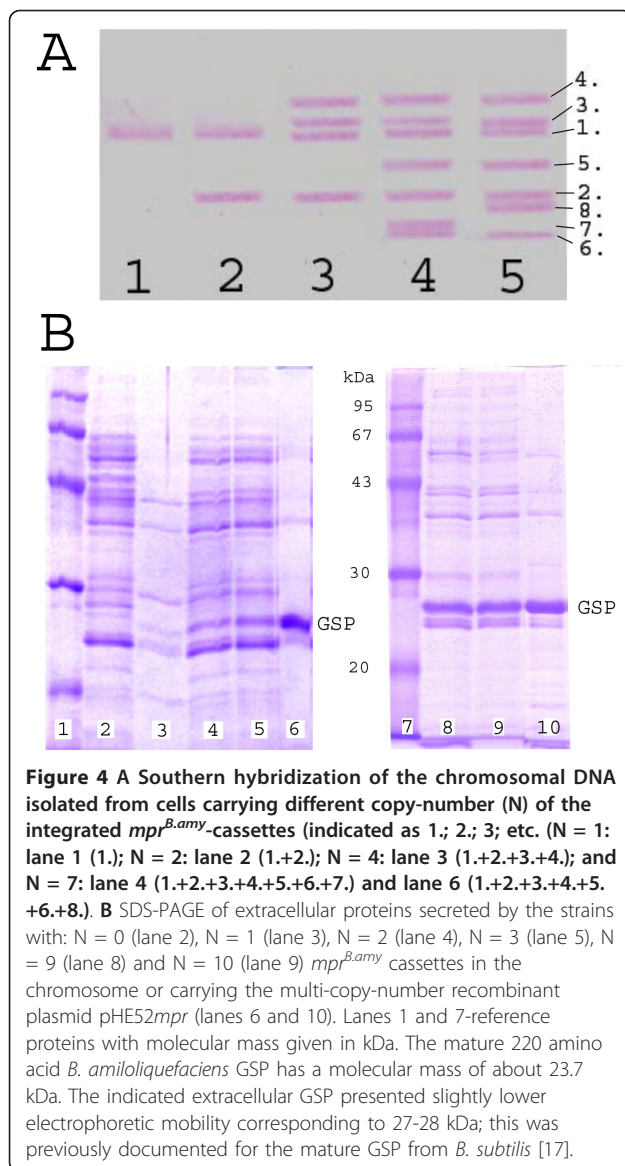 A
4.
3.
1.
5.
2.
8.
7.
6.
1 2 3 4 5
B
kDa
95
67
43
30
20
GSP
GSP
1 2 3 4 5 6
7 8 9 10
Figure 4 A Southern hybridization of the chromosomal DNA
isolated from cells carrying different copy-number (N) of the
integrated mpr^B.amy-cassettes (indicated as 1.; 2.; 3; etc. (N = 1:
lane 1 (1.); N = 2: lane 2 (1.+2.); N = 4: lane 3 (1.+2.+3.+4.); and
N = 7: lane 4 (1.+2.+3.+4.+5.+6.+7.) and lane 6 (1.+2.+3.+4.+5.
+6.+8.). B SDS-PAGE of extracellular proteins secreted by the strains
with: N = 0 (lane 2), N = 1 (lane 3), N = 2 (lane 4), N = 3 (lane 5), N
= 9 (lane 8) and N = 10 (lane 9) mpr^B.amy cassettes in the
chromosome or carrying the multi-copy-number recombinant
plasmid pHE52mpr (lanes 6 and 10). Lanes 1 and 7-reference
proteins with molecular mass given in kDa. The mature 220 amino
acid B. amiloliquefaciens GSP has a molecular mass of about 23.7
kDa. The indicated extracellular GSP presented slightly lower
electrophoretic mobility corresponding to 27-28 kDa; this was
previously documented for the mature GSP from B. subtilis [17].